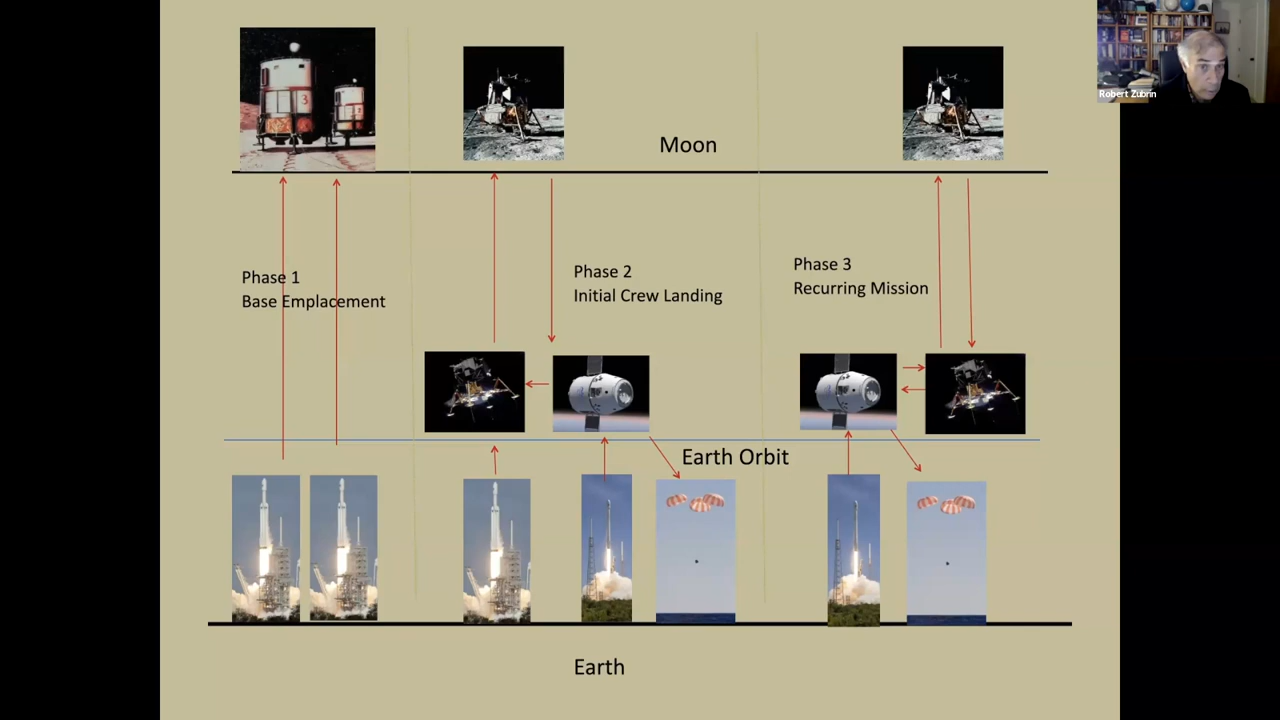 Robert Zubrin
Moon
Phase 1
Base Emplacement
Phase 2
Initial Crew Landing
Phase 3
Recurring Mission
Earth Orbit
Earth
3